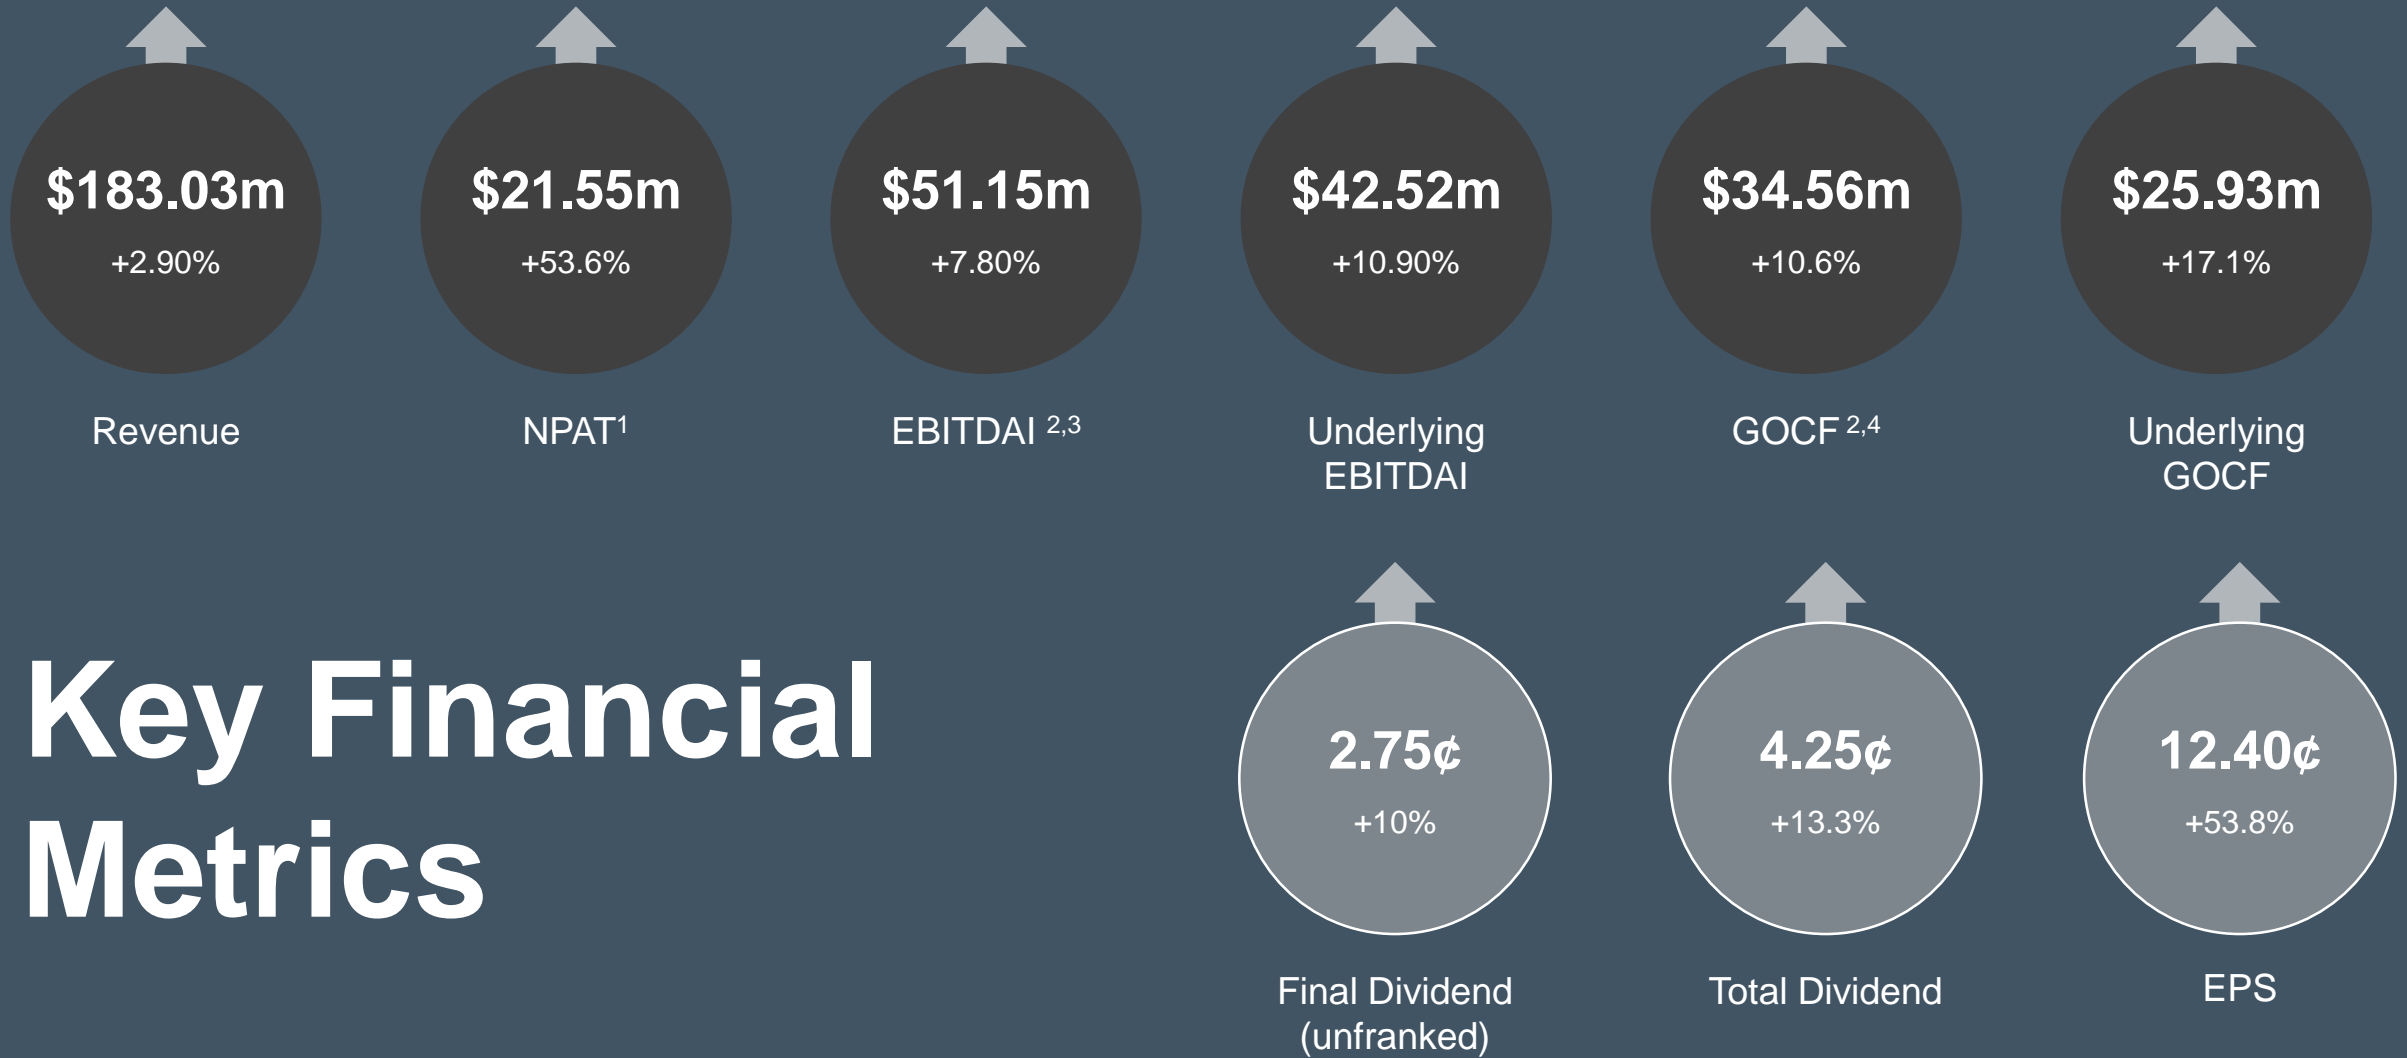 $183.03m
+2.90%
Revenue
$21.55m
+53.6%
NPAT¹
$51.15m
+7.80%
EBITDAI ²,³
$42.52m
+10.90%
Underlying
EBITDAI
$34.56m
+10.6%
GOCF ²,⁴
$25.93m
+17.1%
Underlying
GOCF
Key Financial
Metrics
2.75¢
+10%
Final Dividend
(unfranked)
4.25¢
+13.3%
Total Dividend
12.40¢
+53.8%
EPS